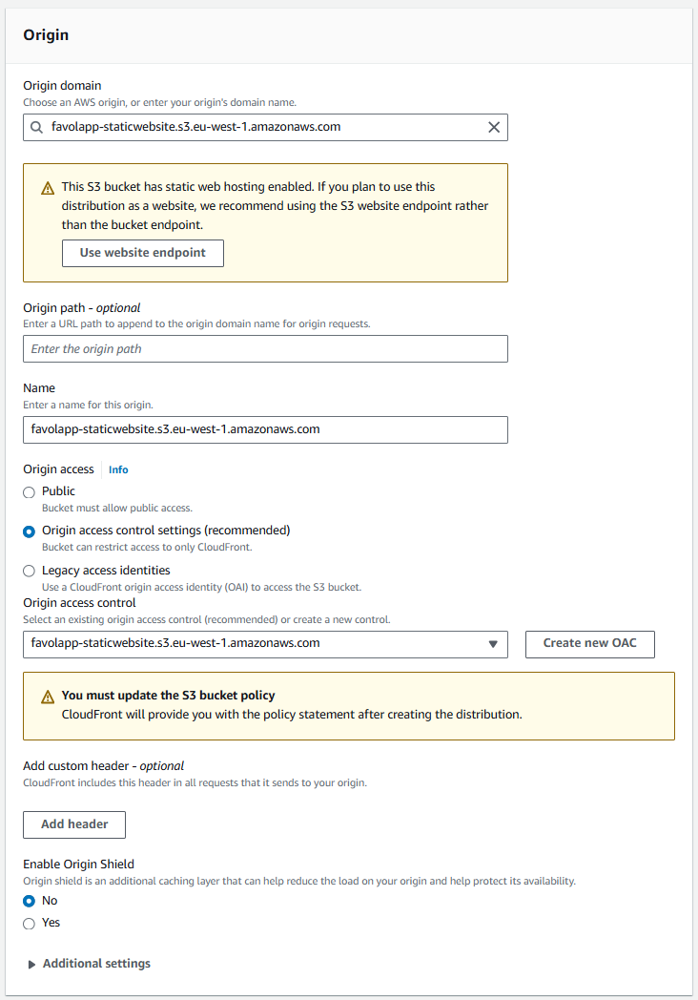 Origin
Origin domain
Choose an AWS origin, or enter your origin's domain name.
favolapp-staticwebsite.s3.eu-west-1.amazonaws.com
This S3 bucket has static web hosting enabled. If you plan to use this
distribution as a website, we recommend using the S3 website endpoint rather
than the bucket endpoint.
Use website endpoint
Origin path - optional
Enter a URL path to append to the origin domain name for origin requests.
Enter the origin path
Name
Enter a name for this origin.
favolapp-staticwebsite.s3.eu-west-1.amazonaws.com
Origin access Info
Public
Bucket must allow public access.
Origin access control settings (recommended)
Bucket can restrict access to only CloudFront.
Legacy access identities
Use a CloudFront origin access identity (OAI) to access the S3 bucket.
Origin access control
Select an existing origin access control (recommended) or create a new control.
favolapp-staticwebsite.s3.eu-west-1.amazonaws.com Create new OAC
You must update the S3 bucket policy
CloudFront will provide you with the policy statement after creating the distribution.
Add custom header - optional
CloudFront includes this header in all requests that it sends to your origin.
Add header
Enable Origin Shield
Origin shield is an additional caching layer that can help reduce the load on your origin and help protect its availability.
No
Yes
Additional settings